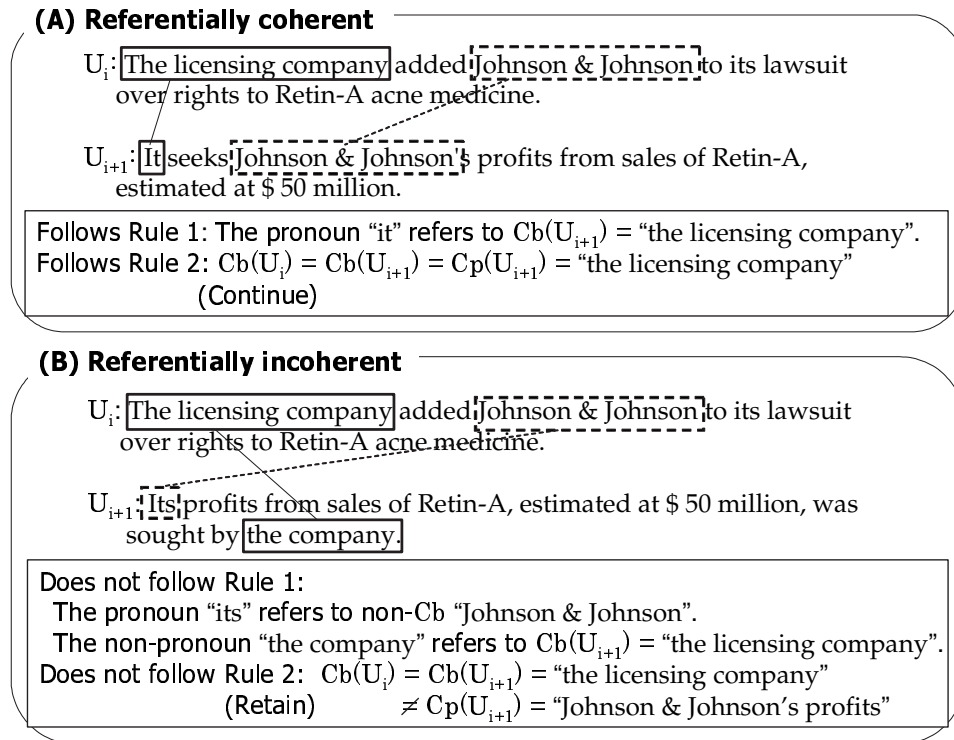 (A) Referentially coherent
Uᵢ: The licensing company added Johnson & Johnson to its lawsuit
over rights to Retin-A acne medicine.
Uᵢ₊₁: It seeks Johnson & Johnson's profits from sales of Retin-A,
estimated at $ 50 million.
Follows Rule 1: The pronoun “it” refers to Cb(Uᵢ₊₁) = “the licensing company”.
Follows Rule 2: Cb(Uᵢ) = Cb(Uᵢ₊₁) = Cp(Uᵢ₊₁) = “the licensing company”
(Continue)
(B) Referentially incoherent
Uᵢ: The licensing company added Johnson & Johnson to its lawsuit
over rights to Retin-A acne medicine.
Uᵢ₊₁: Its profits from sales of Retin-A, estimated at $ 50 million, was
sought by the company.
Does not follow Rule 1:
The pronoun “its” refers to non-Cb “Johnson & Johnson”.
The non-pronoun “the company” refers to Cb(Uᵢ₊₁) = “the licensing company”.
Does not follow Rule 2: Cb(Uᵢ) = Cb(Uᵢ₊₁) = “the licensing company”
(Retain) ≠ Cp(Uᵢ₊₁) = “Johnson & Johnson’s profits”